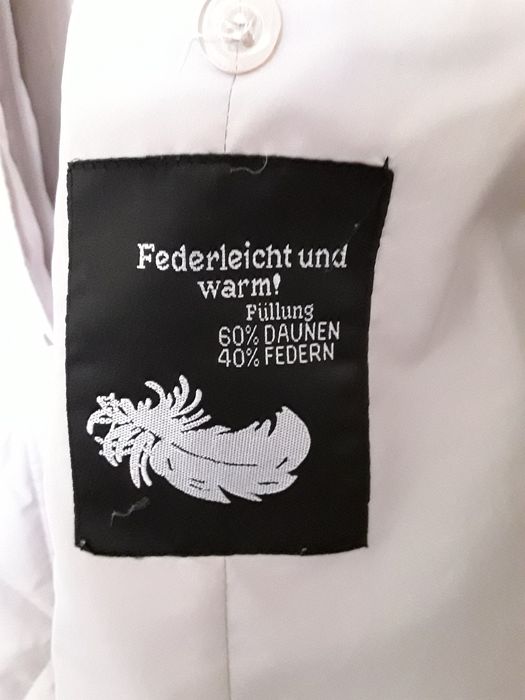 Federleicht und
warm!
Füllung
60% DAUNEN
40% FEDERN